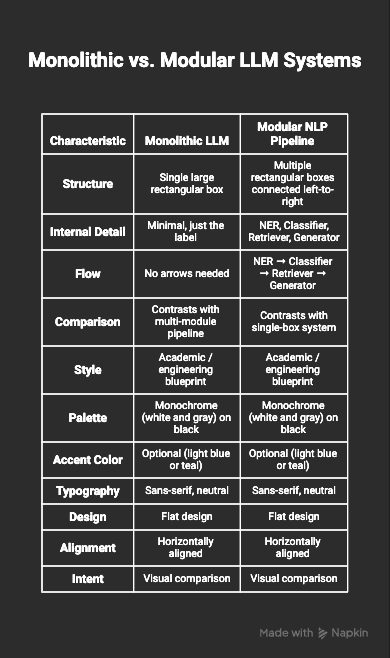 Monolithic vs. Modular LLM Systems
Characteristic
Monolithic LLM
Modular NLP
Pipeline
Structure
Single large
rectangular box
Multiple
rectangular boxes
connected left-to-
right
Internal Detail
Minimal, just the
label
NER, Classifier,
Retriever, Generator
Flow
No arrows needed
NER → Classifier
→ Retriever →
Generator
Comparison
Contrasts with
multi-module
pipeline
Contrasts with
single-box system
Style
Academic /
engineering
blueprint
Academic /
engineering
blueprint
Palette
Monochrome
(white and gray) on
black
Monochrome
(white and gray) on
black
Accent Color
Optional (light blue
or teal)
Optional (light blue
or teal)
Typography
Sans-serif, neutral
Sans-serif, neutral
Design
Flat design
Flat design
Alignment
Horizontally
aligned
Horizontally
aligned
Intent
Visual comparison
Visual comparison
Made with Napkin